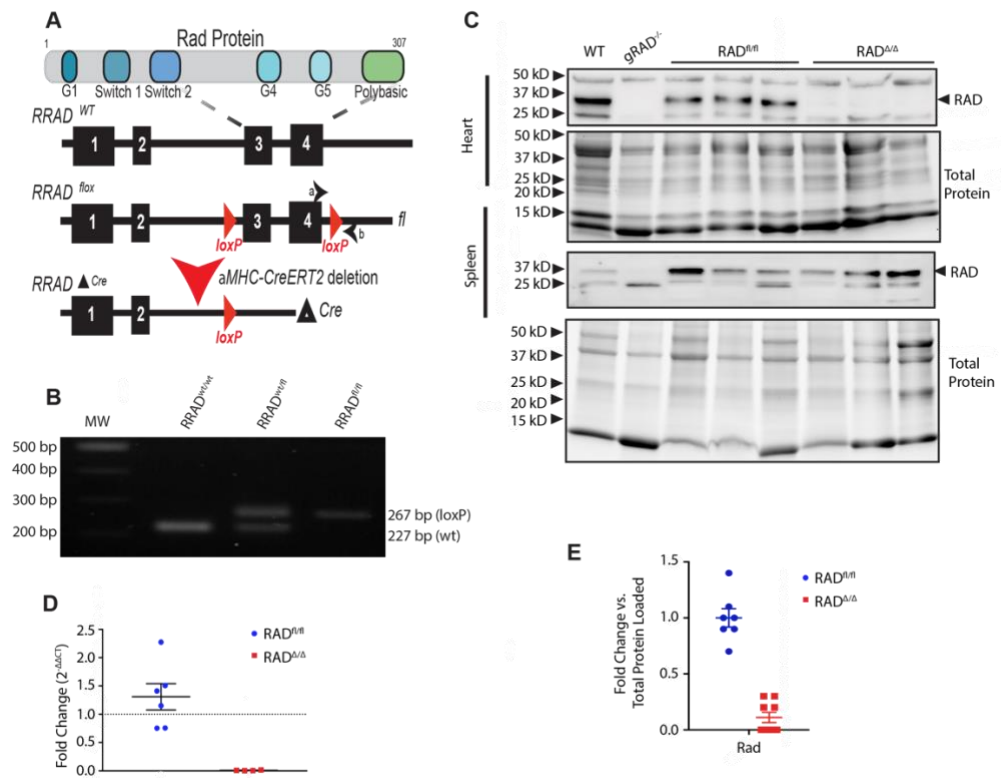 A
Rad Protein
1
307
G1
Switch 1
Switch 2
G4
G5
Polybasic
RRAD WT
1
2
3
4
RRAD flox
a
1
2
3
4
fl
b
loxP
loxP
aMHC-CreERT2 deletion
RRAD ▲Cre
1
2
▲ Cre
loxP
B
MW
RRADwt/wt
RRADwt/fl
RRADfl/fl
500 bp
400 bp
300 bp
200 bp
267 bp (loxP)
227 bp (wt)
C
WT
gRAD-/-
RADfl/fl
RADΔ/Δ
Heart
50 kD
37 kD
25 kD
RAD
50 kD
37 kD
25 kD
20 kD
15 kD
Total
Protein
Spleen
37 kD
25 kD
RAD
50 kD
37 kD
25 kD
20 kD
15 kD
Total
Protein
D
Fold Change (2-ΔΔCT)
2.5
2.0
1.5
1.0
0.5
0.0
RADfl/fl
RADΔ/Δ
E
Fold Change vs.
Total Protein Loaded
1.5
1.0
0.5
0.0
Rad
RADfl/fl
RADΔ/Δ